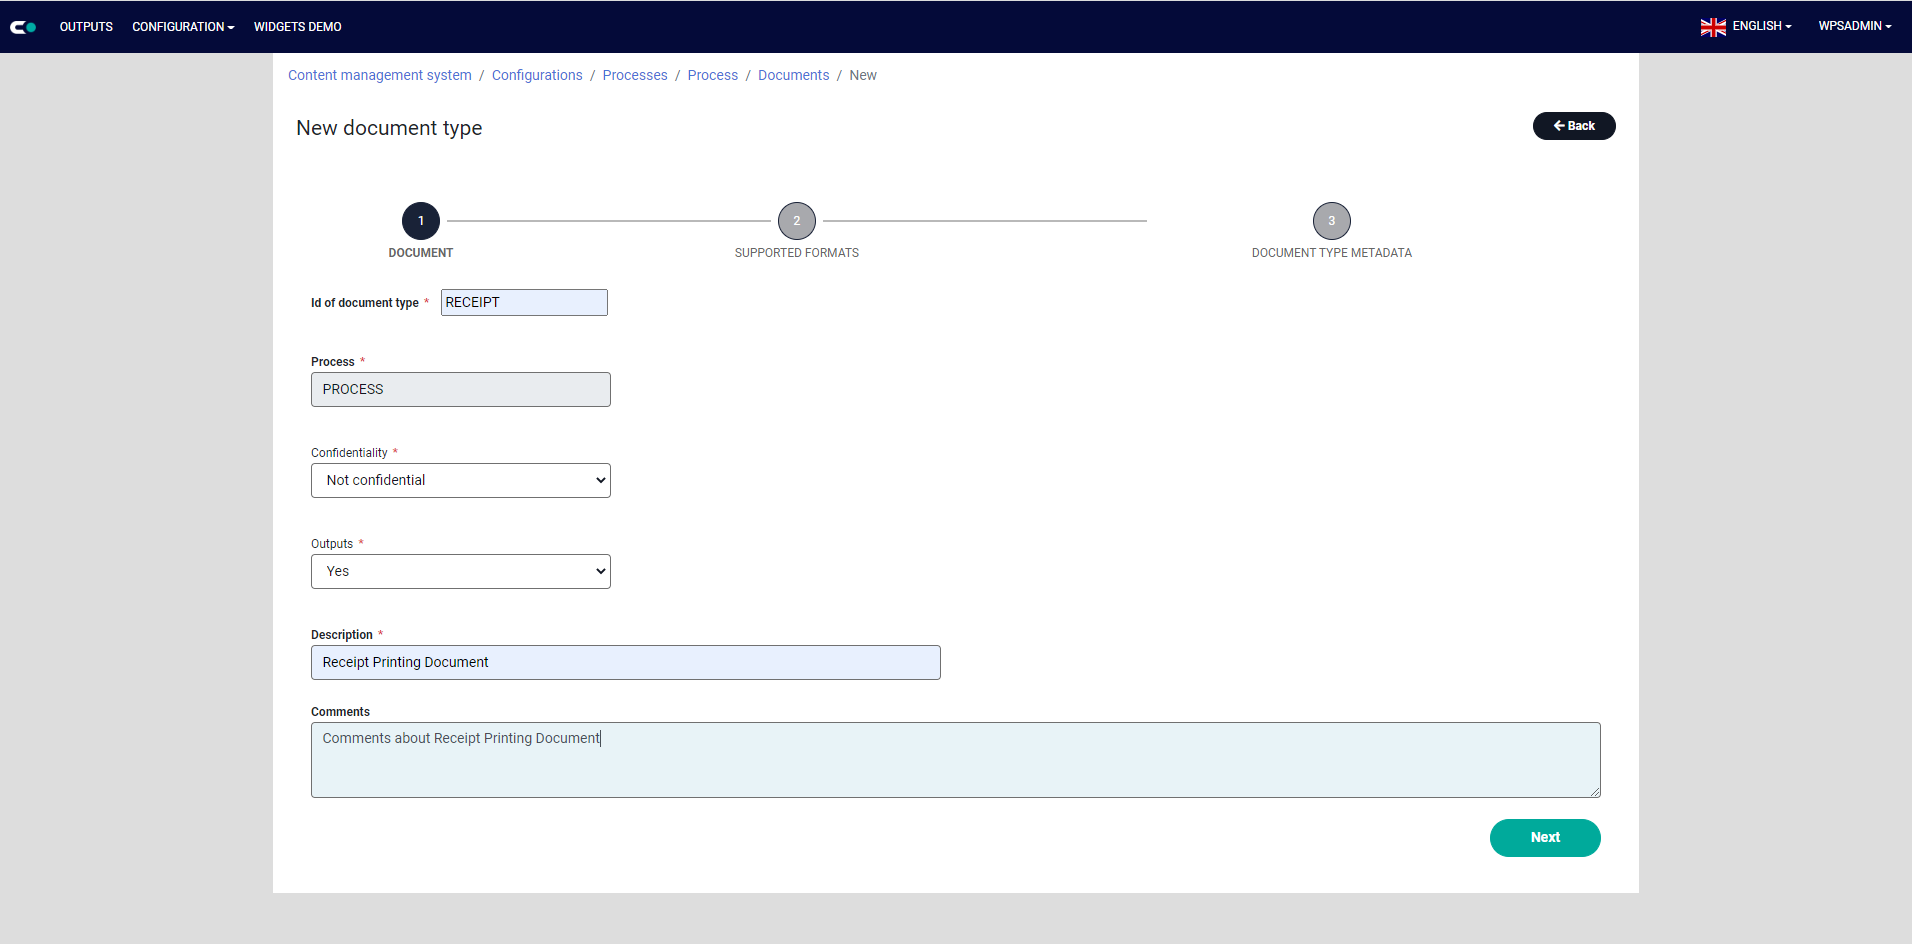 OUTPUTS CONFIGURATION WIDGETS DEMO ENGLISH WPSADMIN
Content management system / Configurations / Processes / Process / Documents / New
New document type
Back
1 2 3
DOCUMENT SUPPORTED FORMATS DOCUMENT TYPE METADATA
Id of document type * RECEIPT
Process *
PROCESS
Confidentiality *
Not confidential
Outputs *
Yes
Description *
Receipt Printing Document
Comments
Comments about Receipt Printing Document
Next